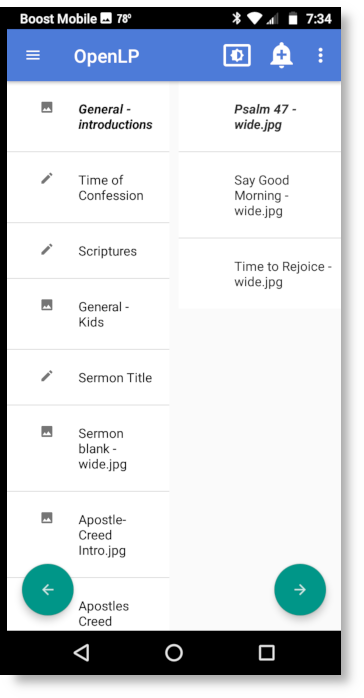 Boost Mobile 78° 7:34
OpenLP
General -
introductions
Time of
Confession
Scriptures
General -
Kids
Sermon Title
Sermon
blank -
wide.jpg
Apostle-
Creed
Intro.jpg
Apostles
Creed
Psalm 47 -
wide.jpg
Say Good
Morning -
wide.jpg
Time to Rejoice -
wide.jpg